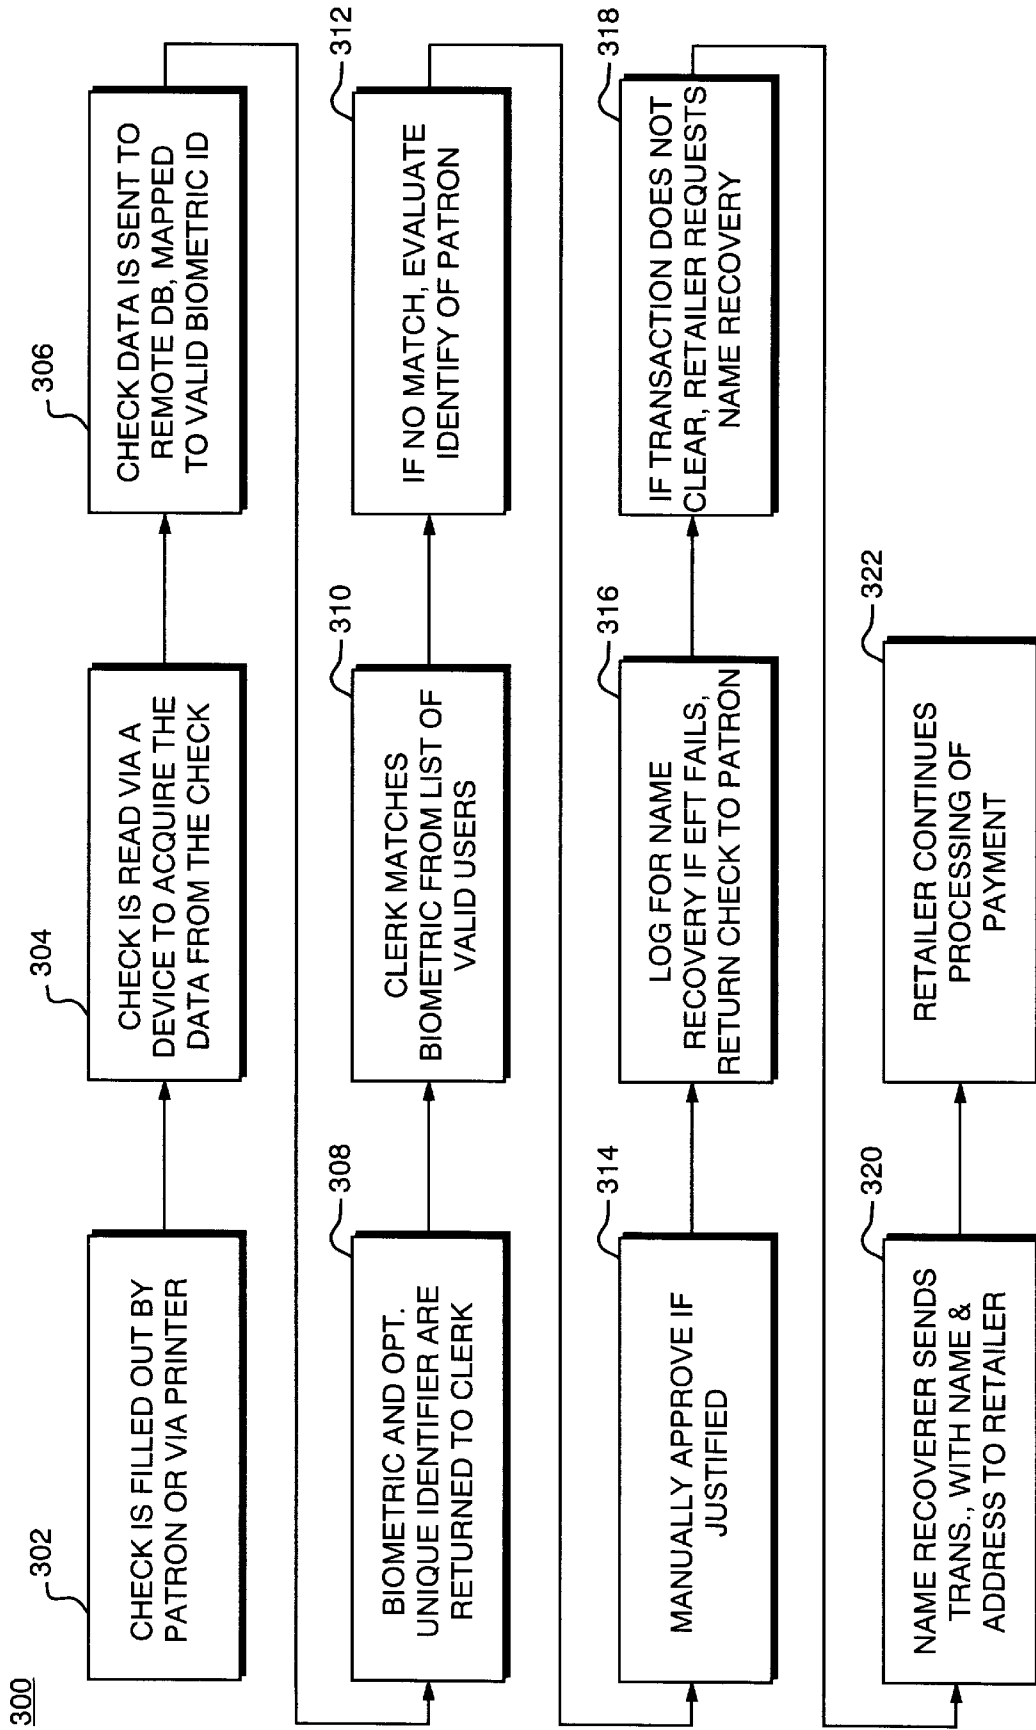 300
302
CHECK IS FILLED OUT BY
PATRON OR VIA PRINTER
304
CHECK IS READ VIA A
DEVICE TO ACQUIRE THE
DATA FROM THE CHECK
306
CHECK DATA IS SENT TO
REMOTE DB, MAPPED
TO VALID BIOMETRIC ID
308
BIOMETRIC AND OPT.
UNIQUE IDENTIFIER ARE
RETURNED TO CLERK
310
CLERK MATCHES
BIOMETRIC FROM LIST OF
VALID USERS
312
IF NO MATCH, EVALUATE
IDENTIFY OF PATRON
314
MANUALLY APPROVE IF
JUSTIFIED
316
LOG FOR NAME
RECOVERY IF EFT FAILS,
RETURN CHECK TO PATRON
318
IF TRANSACTION DOES NOT
CLEAR, RETAILER REQUESTS
NAME RECOVERY
320
NAME RECOVERER SENDS
TRANS., WITH NAME &
ADDRESS TO RETAILER
322
RETAILER CONTINUES
PROCESSING OF
PAYMENT